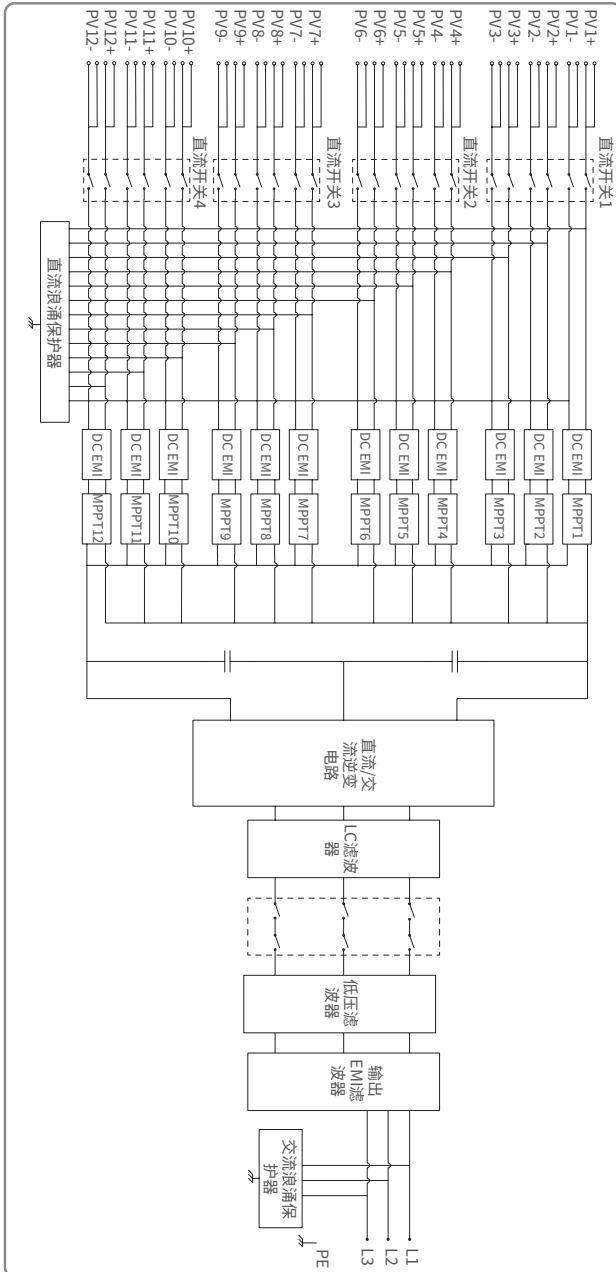 PV1+
PV1-
PV2+
PV2-
PV3+
PV3-
PV4+
PV4-
PV5+
PV5-
PV6+
PV6-
PV7+
PV7-
PV8+
PV8-
PV9+
PV9-
PV10+
PV10-
PV11+
PV11-
PV12+
PV12-
直流开关1
直流开关2
直流开关3
直流开关4
直流浪涌保护器
DC EMI
DC EMI
DC EMI
DC EMI
DC EMI
DC EMI
DC EMI
DC EMI
DC EMI
DC EMI
DC EMI
DC EMI
MPPT1
MPPT2
MPPT3
MPPT4
MPPT5
MPPT6
MPPT7
MPPT8
MPPT9
MPPT10
MPPT11
MPPT12
直流/交
流逆变
电路
LC滤波
器
低压滤
波器
输出
EMI滤
波器
交流浪涌保
护器
L1
L2
L3
PE